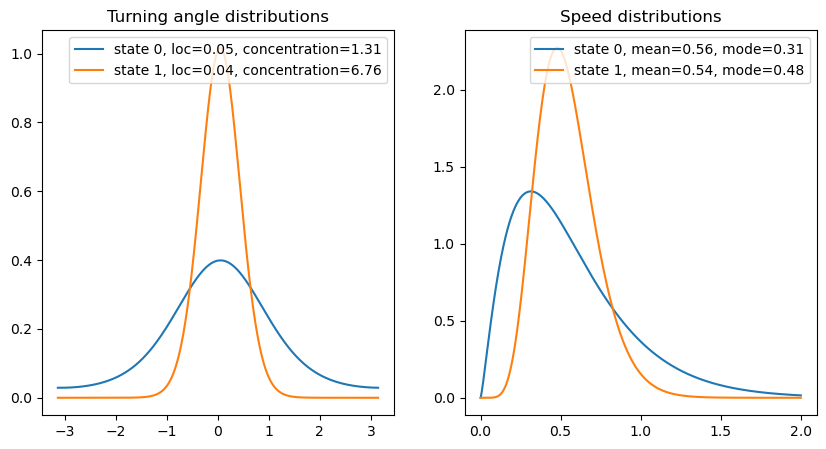 Turning angle distributions
state 0, loc=0.05, concentration=1.31
state 1, loc=0.04, concentration=6.76
1.0
0.8
0.6
0.4
0.2
0.0
−3 −2 −1 0 1 2 3
Speed distributions
state 0, mean=0.56, mode=0.31
state 1, mean=0.54, mode=0.48
2.0
1.5
1.0
0.5
0.0
0.0 0.5 1.0 1.5 2.0